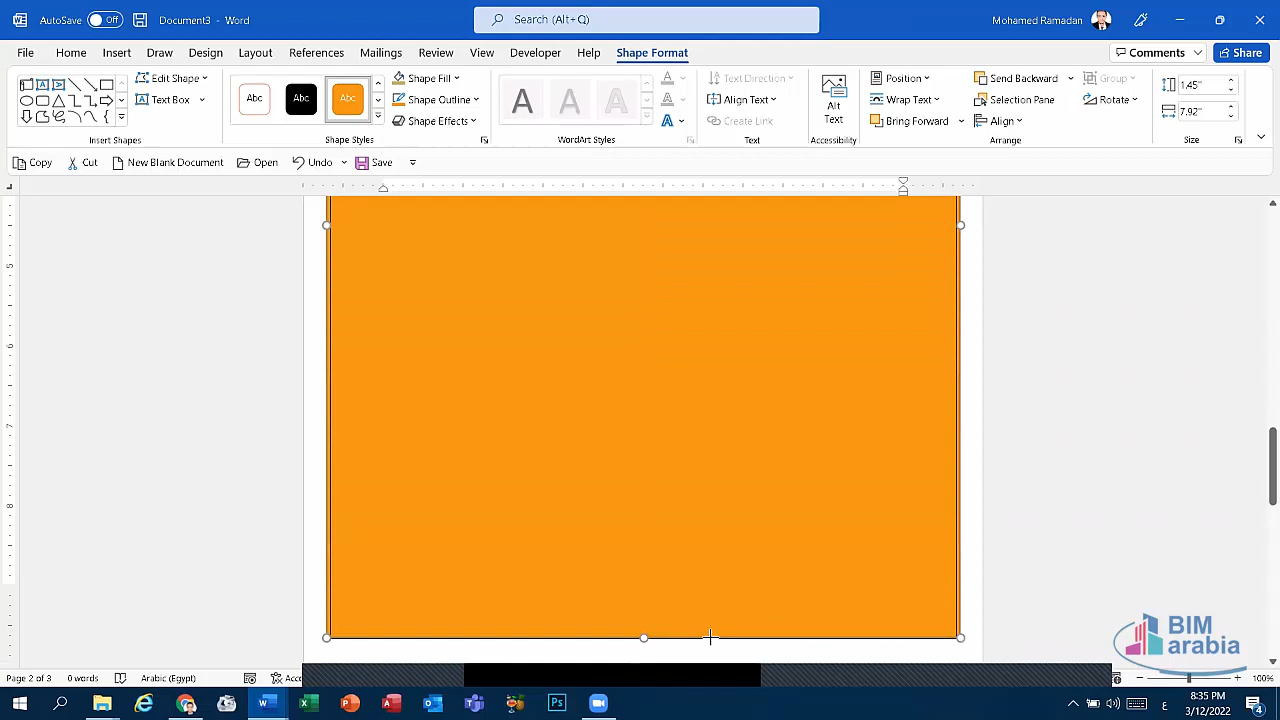 AutoSave Off Document3 - Word Search (Alt+Q) Mohamed Ramadan
File Home Insert Draw Design Layout References Mailings Review View Developer Help Shape Format Comments Share
Edit Shape Abc Abc Abc Shape Fill A A A Text Direction Position Send Backward Group 1.45"
Text Box Shape Outline Align Text Alt Text Wrap Text Selection Pane Rotate
Shape Effects Create Link Bring Forward Align 7.92"
Insert Shapes Shape Styles WordArt Styles Text Accessibility Arrange Size
Copy Cut New Blank Document Open Undo Save
5
6
7
8
BIM
arabia
Page 2 of 3 0 words Arabic (Egypt) 100%
8:35 PM
3/12/2022